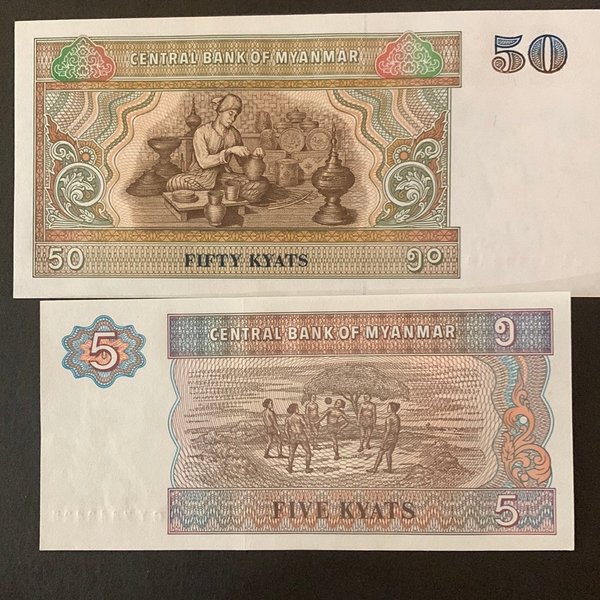 CENTRAL BANK OF MYANMAR
50
50
FIFTY KYATS
၅၀
5
CENTRAL BANK OF MYANMAR
၅
FIVE KYATS
5